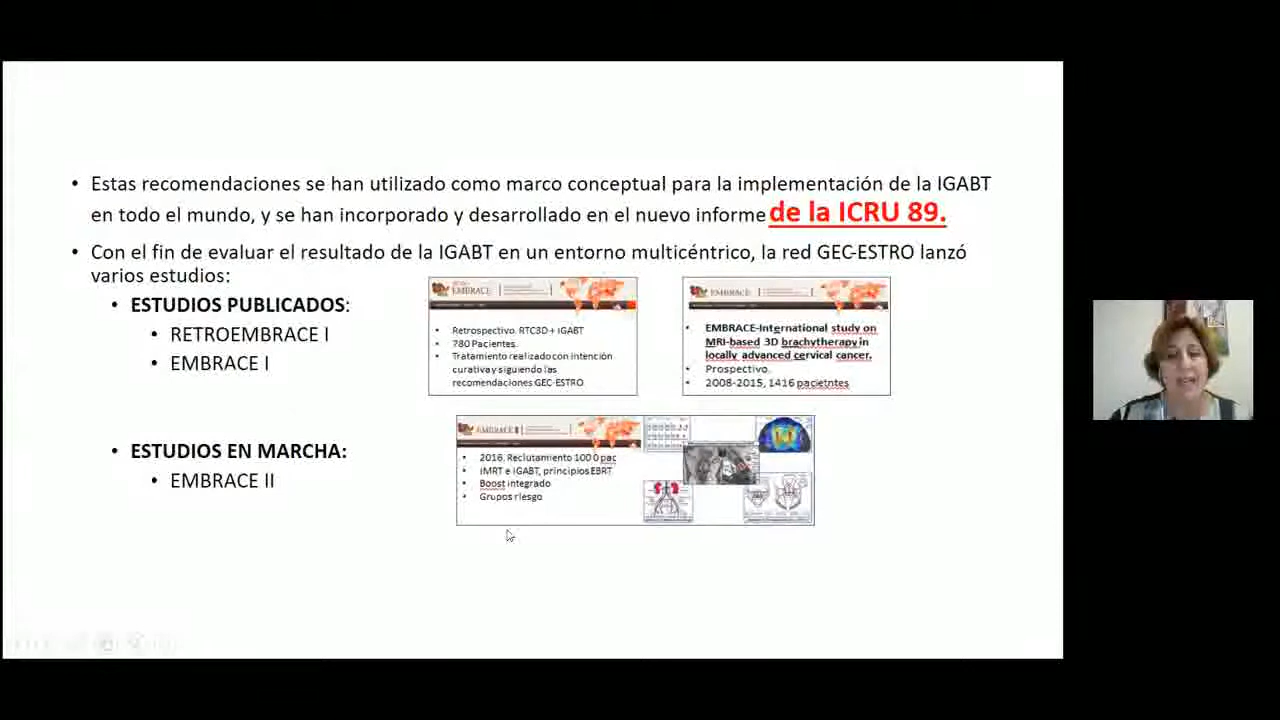 • Estas recomendaciones se han utilizado como marco conceptual para la implementación de la IGABT
en todo el mundo, y se han incorporado y desarrollado en el nuevo informe de la ICRU 89.
• Con el fin de evaluar el resultado de la IGABT en un entorno multicéntrico, la red GEC-ESTRO lanzó
varios estudios:
• ESTUDIOS PUBLICADOS:
• RETROEMBRACE I
• EMBRACE I
EMBRACE
• Retrospectivo. RTC3D + IGABT
• 780 Pacientes.
• Tratamiento realizado con intención
curativa y siguiendo las
recomendaciones GEC-ESTRO
EMBRACE
• EMBRACE-International study on
MRI-based 3D brachytherapy in
locally advanced cervical cancer.
• Prospectivo.
• 2008-2015, 1416 pacietntes
• ESTUDIOS EN MARCHA:
• EMBRACE II
EMBRACE II
• 2016. Reclutamiento 1000 pac
• IMRT e IGABT, principios EBRT
• Boost integrado
• Grupos riesgo